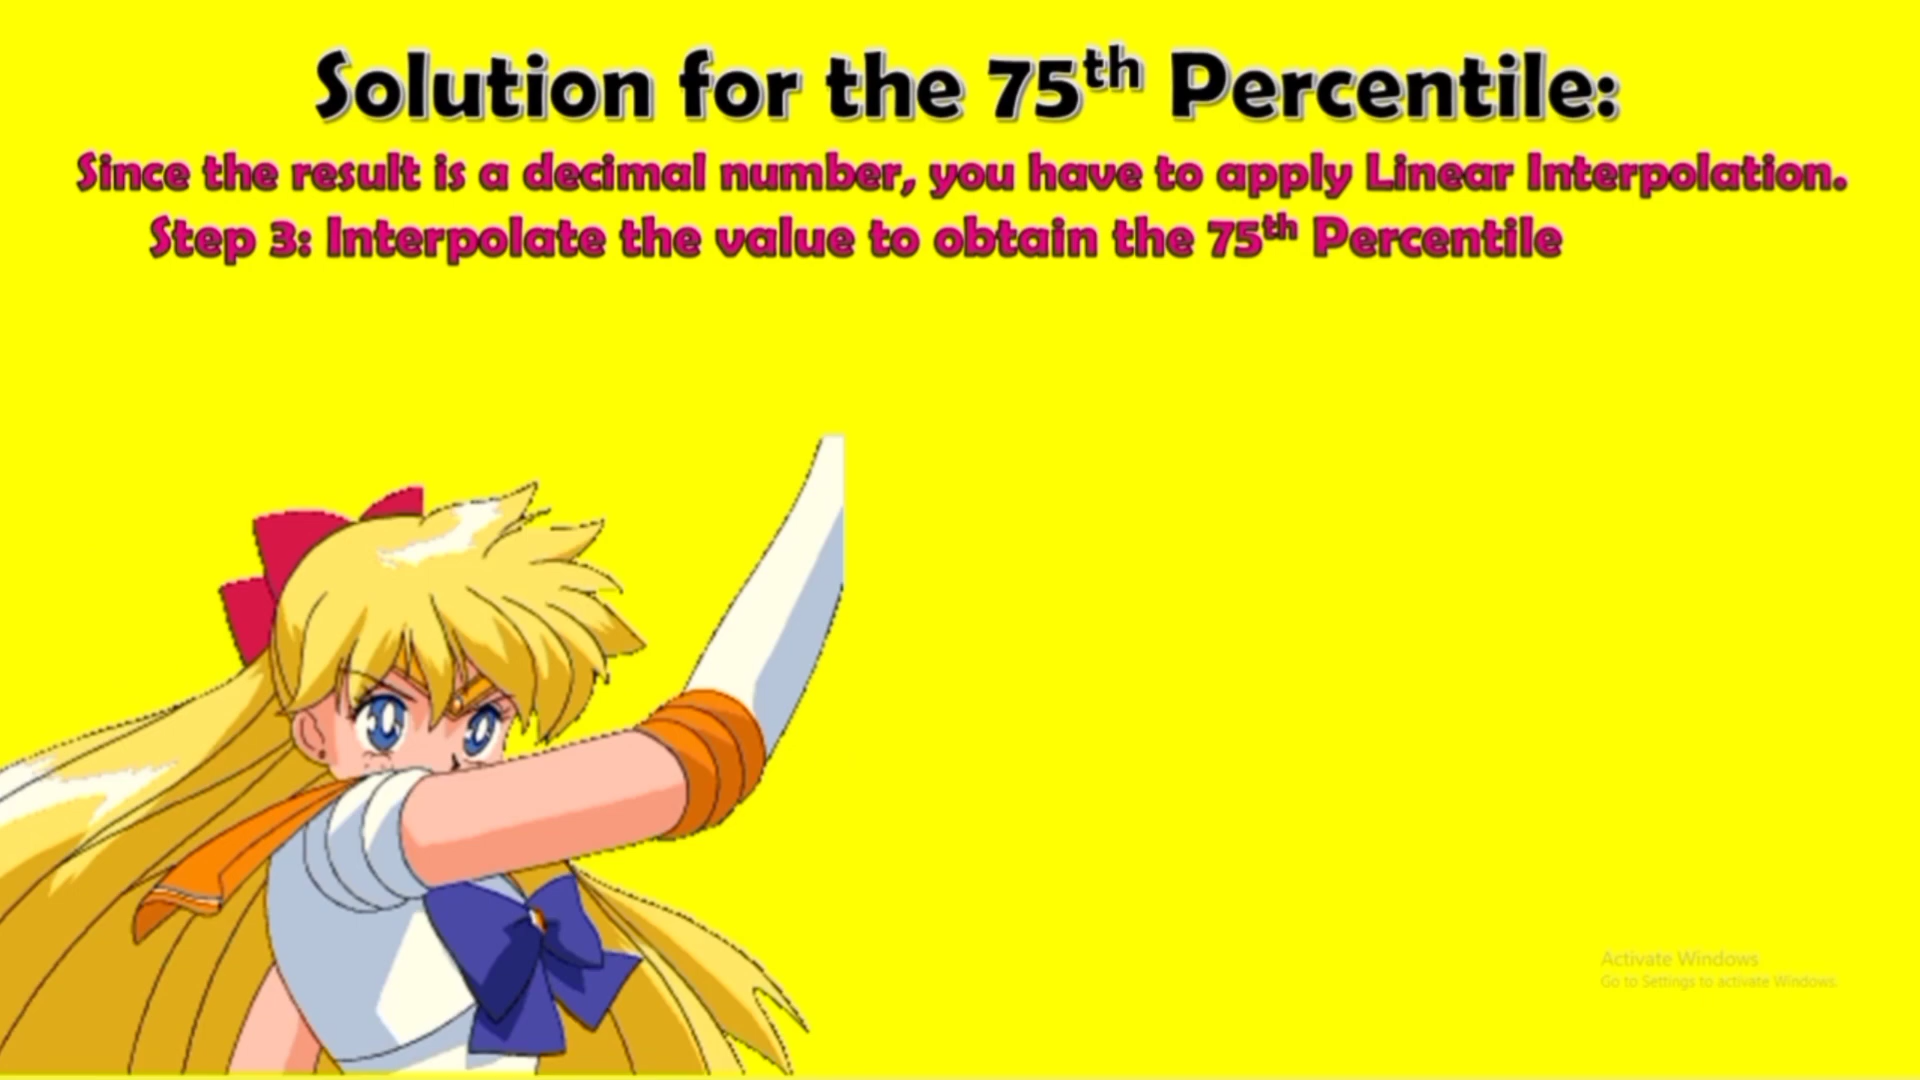 Solution for the 75th Percentile:
Since the result is a decimal number, you have to apply Linear Interpolation.
Step 3: Interpolate the value to obtain the 75th Percentile
Activate Windows
Go to Settings to activate Windows.